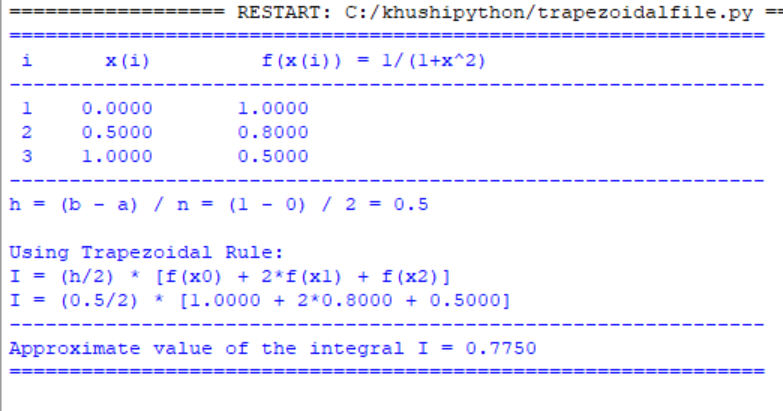 ================== RESTART: C:/khushipython/trapezoidalfile.py ==
===============================================================
i      x(i)         f(x(i)) = 1/(1+x^2)
---------------------------------------------------------------
1    0.0000       1.0000
2    0.5000       0.8000
3    1.0000       0.5000
---------------------------------------------------------------
h = (b - a) / n = (1 - 0) / 2 = 0.5
Using Trapezoidal Rule:
I = (h/2) * [f(x0) + 2*f(x1) + f(x2)]
I = (0.5/2) * [1.0000 + 2*0.8000 + 0.5000]
---------------------------------------------------------------
Approximate value of the integral I = 0.7750
===============================================================